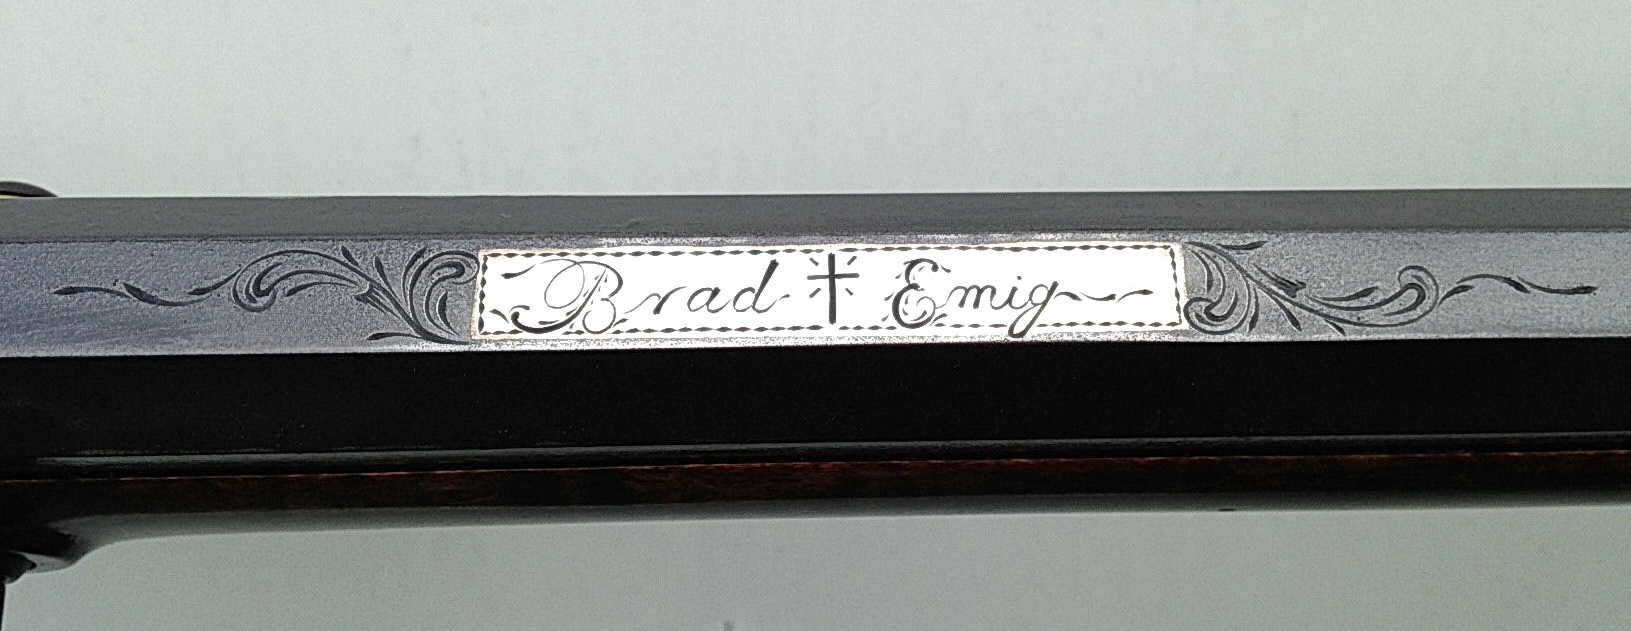 Brad † Emig